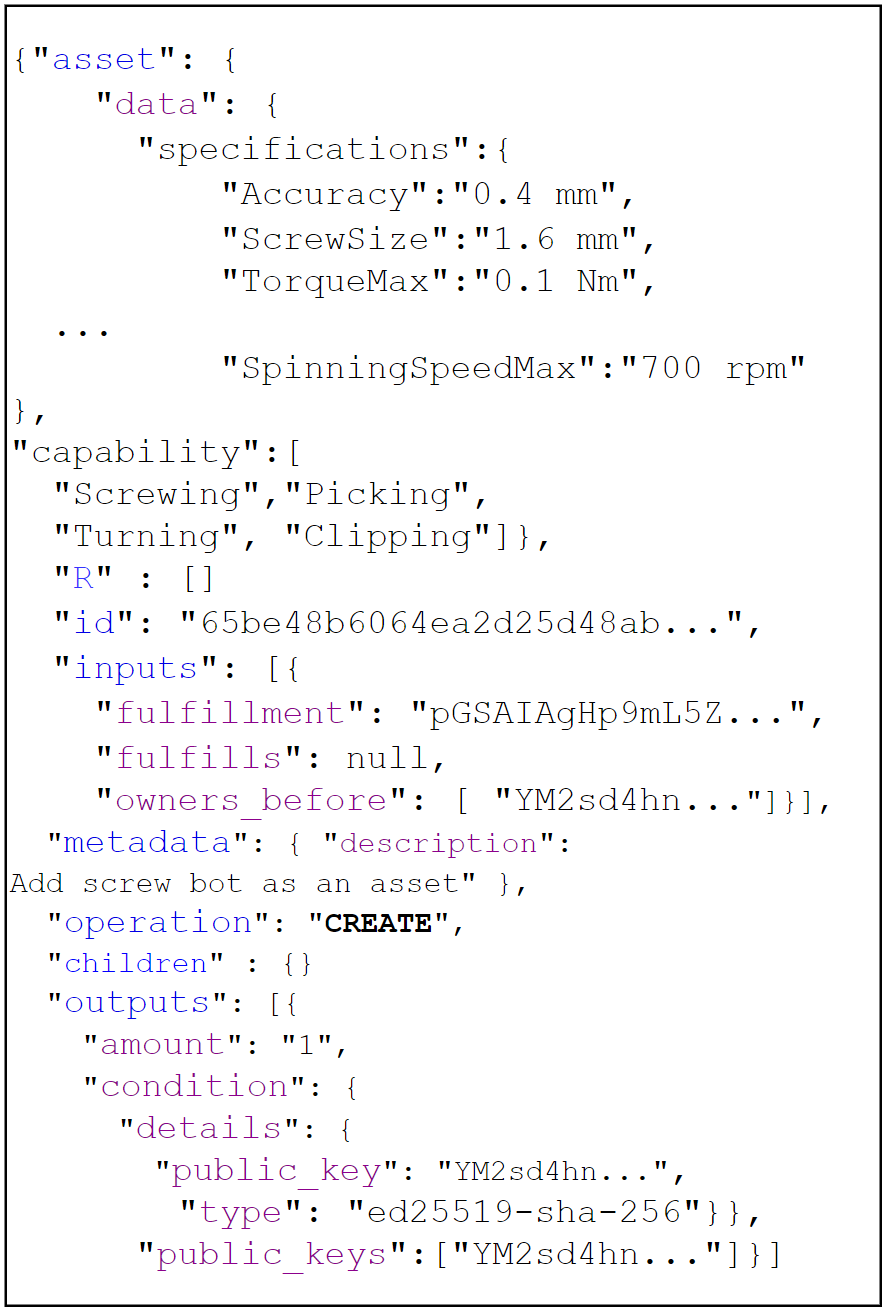 {"asset": {
"data": {
"specifications":{
"Accuracy":"0.4 mm",
"ScrewSize":"1.6 mm",
"TorqueMax":"0.1 Nm",
...
"SpinningSpeedMax":"700 rpm"
},
"capability":[
"Screwing","Picking",
"Turning", "Clipping"]},
"R" : []
"id": "65be48b6064ea2d25d48ab...",
"inputs": [{
"fulfillment": "pGSAIAgHp9mL5Z...",
"fulfills": null,
"owners_before": [ "YM2sd4hn..."]}],
"metadata": { "description":
Add screw bot as an asset" },
"operation": "CREATE",
"children" : {}
"outputs": [{
"amount": "1",
"condition": {
"details": {
"public_key": "YM2sd4hn...",
"type": "ed25519-sha-256"}},
"public_keys":["YM2sd4hn..."]}]